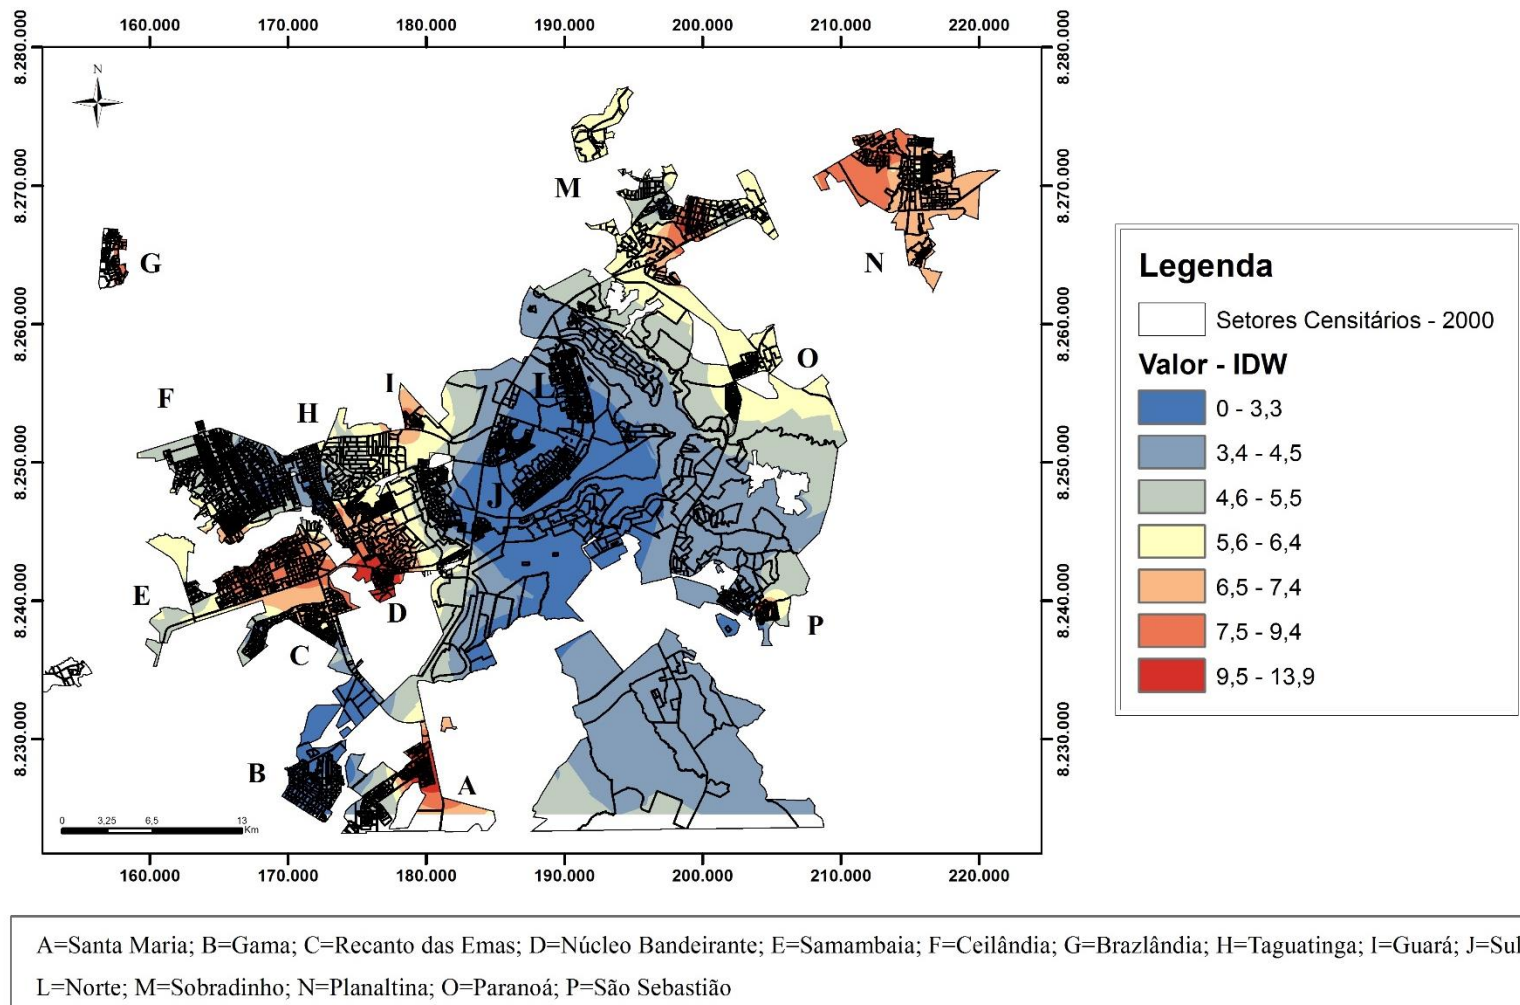 160.000 170.000 180.000 190.000 200.000 210.000 220.000
8.280.000 8.280.000
N
M
8.270.000 8.270.000
G
N
8.260.000 8.260.000
O
L
I
F
H
8.250.000 8.250.000
J
E
D
8.240.000 8.240.000
P
C
8.230.000 8.230.000
B
A
0 3,25 6,5 13
Km
160.000 170.000 180.000 190.000 200.000 210.000 220.000
Legenda
Setores Censitários - 2000
Valor - IDW
0 - 3,3
3,4 - 4,5
4,6 - 5,5
5,6 - 6,4
6,5 - 7,4
7,5 - 9,4
9,5 - 13,9
A=Santa Maria; B=Gama; C=Recanto das Emas; D=Núcleo Bandeirante; E=Samambaia; F=Ceilândia; G=Brazlândia; H=Taguatinga; I=Guará; J=Sul
L=Norte; M=Sobradinho; N=Planaltina; O=Paranoá; P=São Sebastião